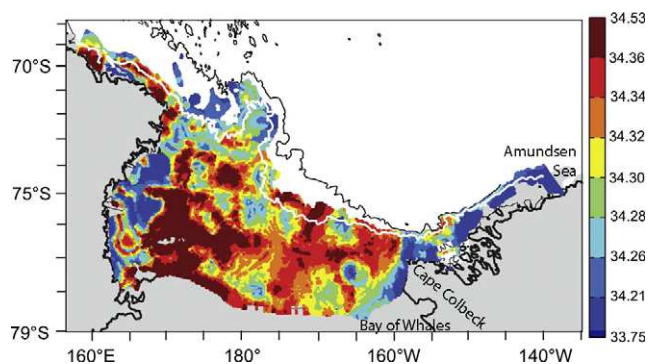 34.53
34.36
34.34
34.32
34.30
34.28
34.26
34.21
33.75
70°S
75°S
79°S
Amundsen
Sea
Cape Colbeck
Bay of Whales
160°E
180°
160°W
140°W